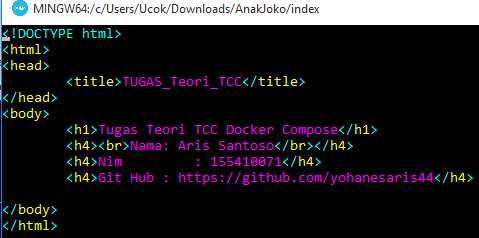 MINGW64:/c/Users/Ucok/Downloads/AnakJoko/index
<!DOCTYPE html>
<html>
<head>
        <title>TUGAS_Teori_TCC</title>
</head>
<body>
        <h1>Tugas Teori TCC Docker Compose</h1>
        <h4><br>Nama: Aris Santoso</br></h4>
        <h4>Nim         : 155410071</h4>
        <h4>Git Hub : https://github.com/yohanesaris44</h4>
</body>
</html>